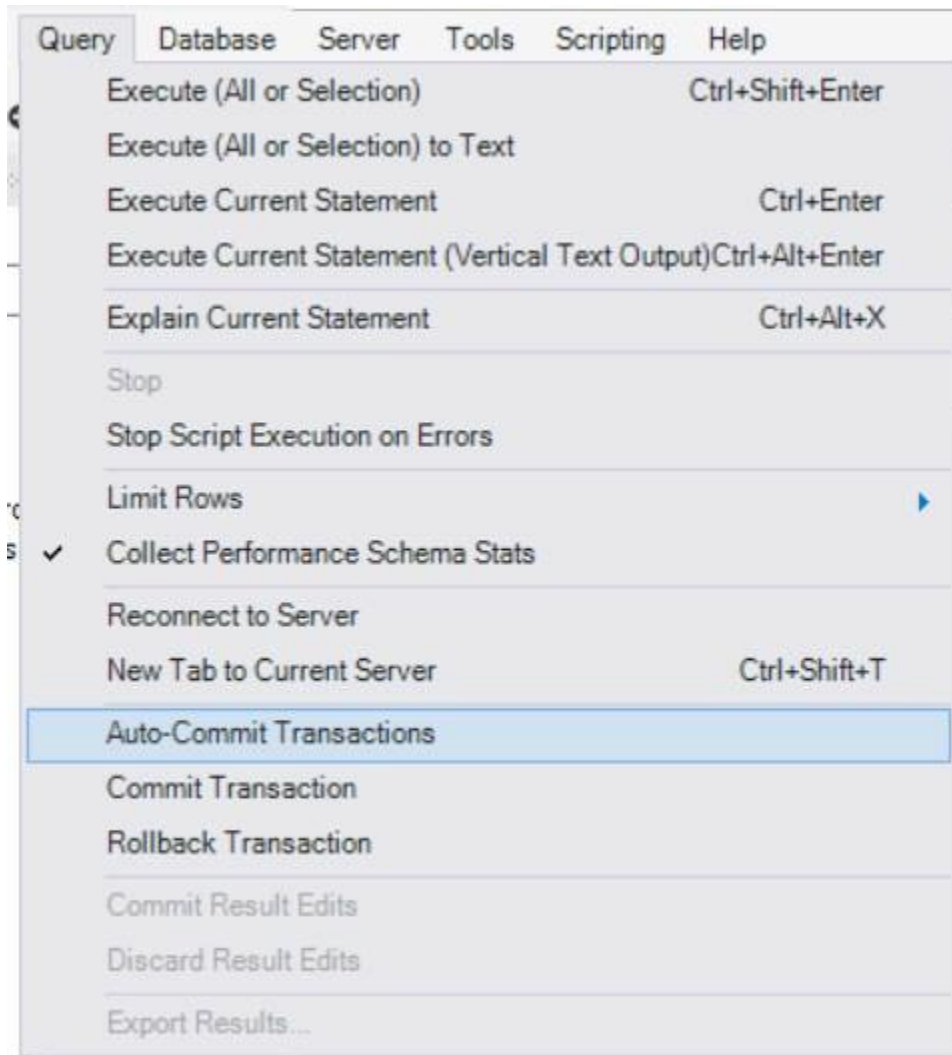 Query Database Server Tools Scripting Help
Execute (All or Selection) Ctrl+Shift+Enter
Execute (All or Selection) to Text
Execute Current Statement Ctrl+Enter
Execute Current Statement (Vertical Text Output)Ctrl+Alt+Enter
Explain Current Statement Ctrl+Alt+X
Stop
Stop Script Execution on Errors
Limit Rows
Collect Performance Schema Stats
Reconnect to Server
New Tab to Current Server Ctrl+Shift+T
Auto-Commit Transactions
Commit Transaction
Rollback Transaction
Commit Result Edits
Discard Result Edits
Export Results...